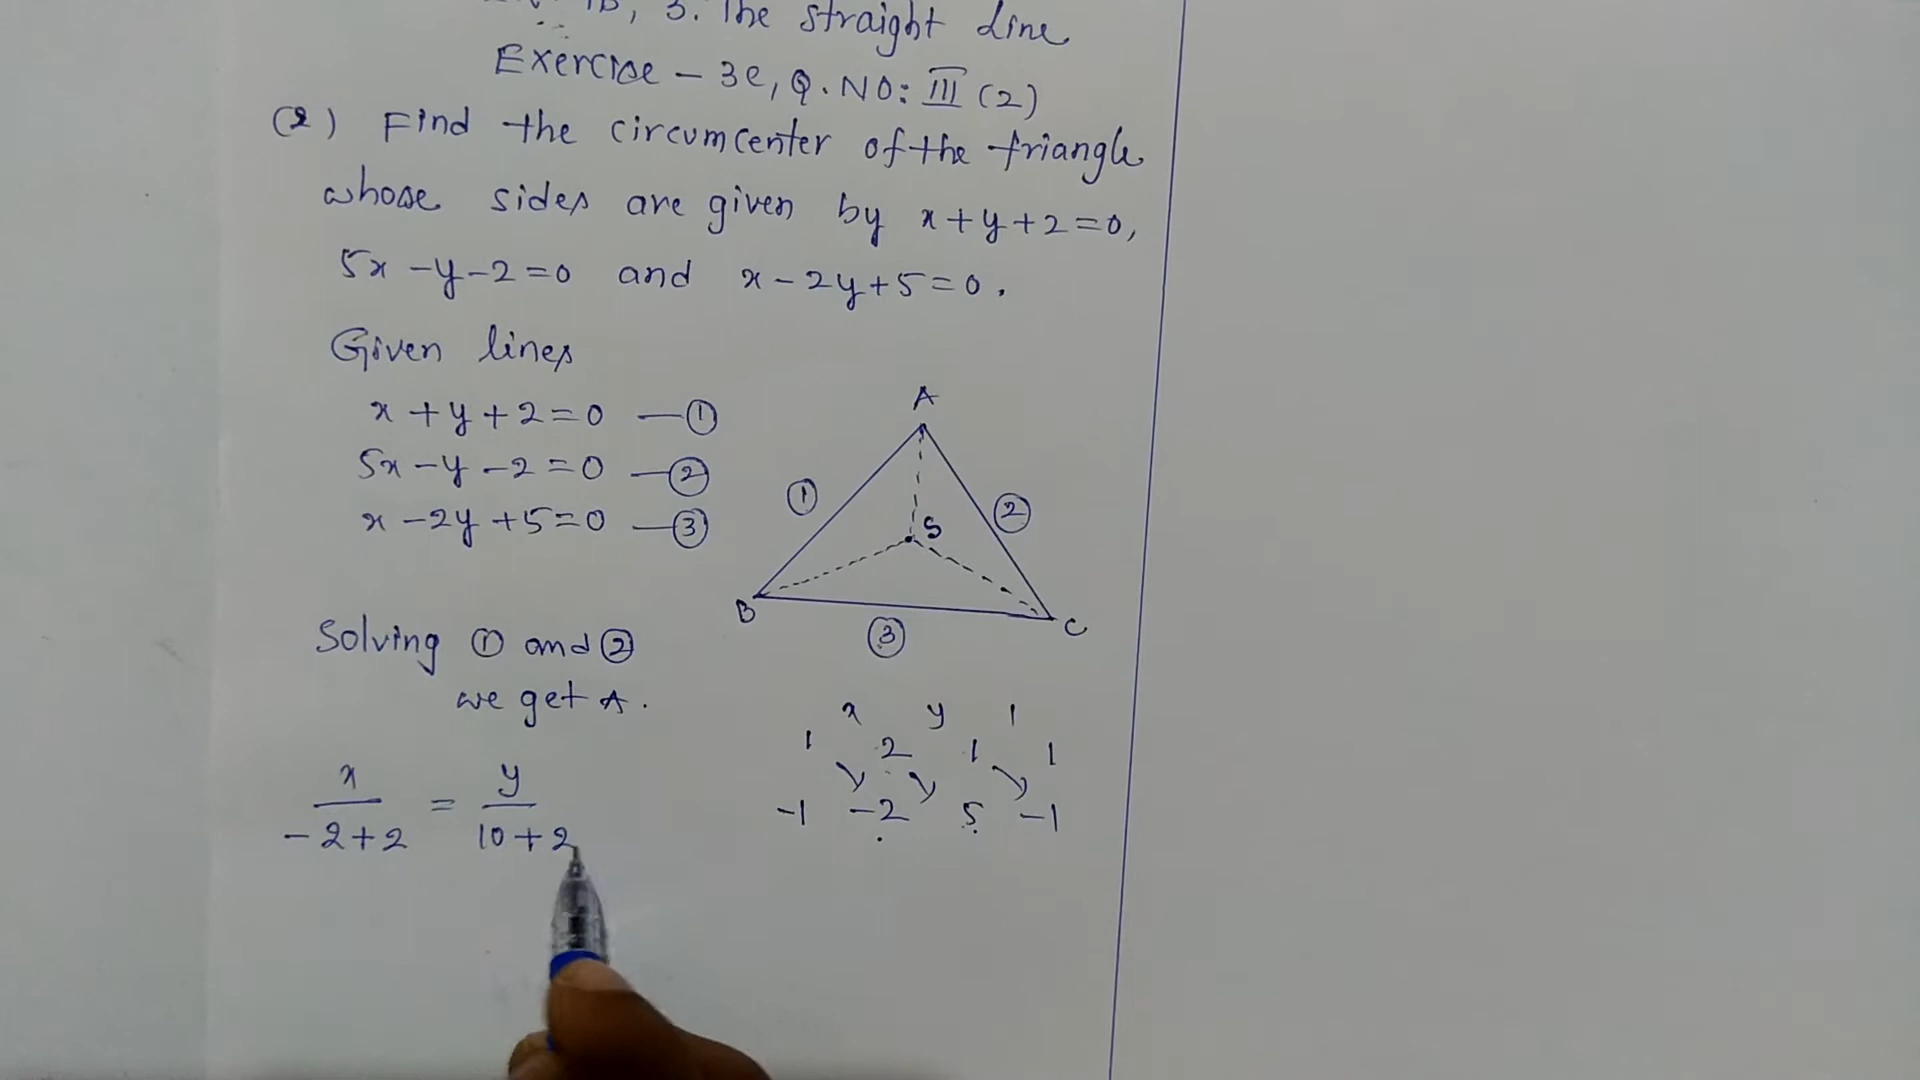 3. The straight Line
Exercise - 3e, Q. NO: III (2)
(2) Find the circumcenter of the triangle
whose sides are given by x+y+2=0,
5x-y-2=0 and x-2y+5=0.
Given lines
x+y+2=0 —①
5x-y-2=0 —②
x-2y+5=0 —③
A
① ②
S
B C
③
Solving ① and ②
we get A.
x y 1
1 2 1 1
-1 -2 5 -1
x/(-2+2) = y/(10+2)